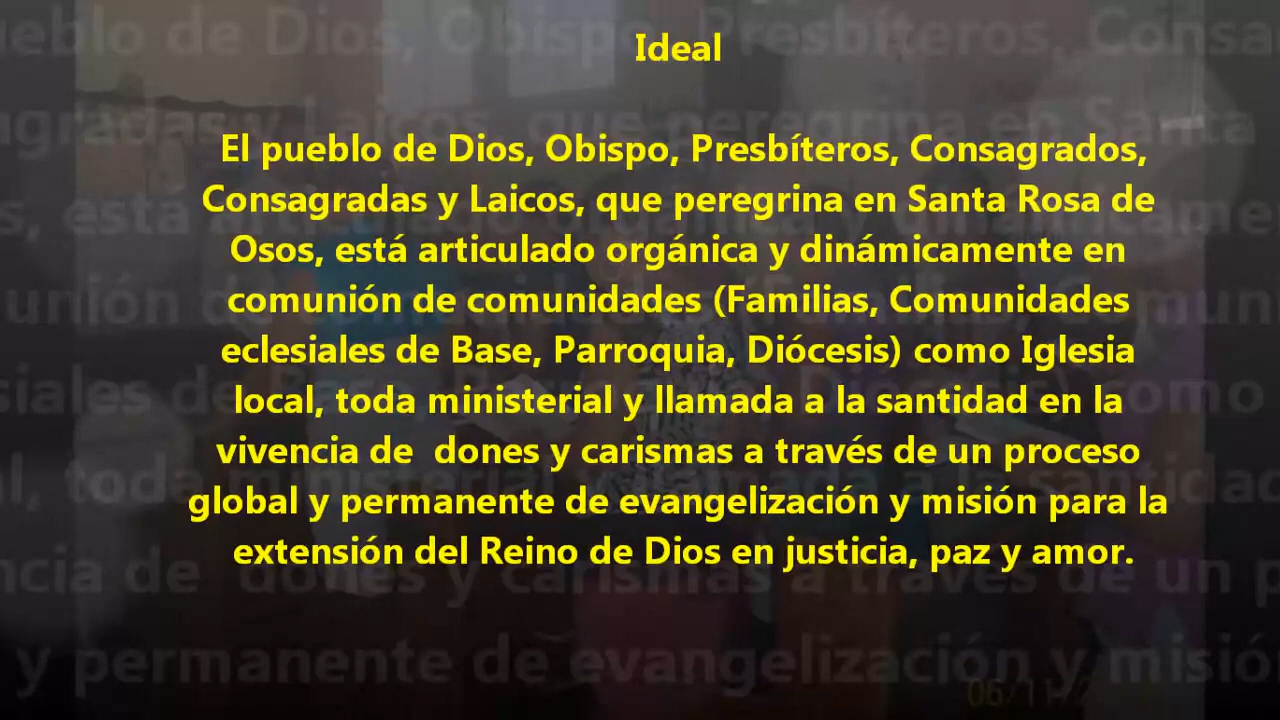 Ideal
El pueblo de Dios, Obispo, Presbíteros, Consagrados,
Consagradas y Laicos, que peregrina en Santa Rosa de
Osos, está articulado orgánica y dinámicamente en
comunión de comunidades (Familias, Comunidades
eclesiales de Base, Parroquia, Diócesis) como Iglesia
local, toda ministerial y llamada a la santidad en la
vivencia de  dones y carismas a través de un proceso
global y permanente de evangelización y misión para la
extensión del Reino de Dios en justicia, paz y amor.